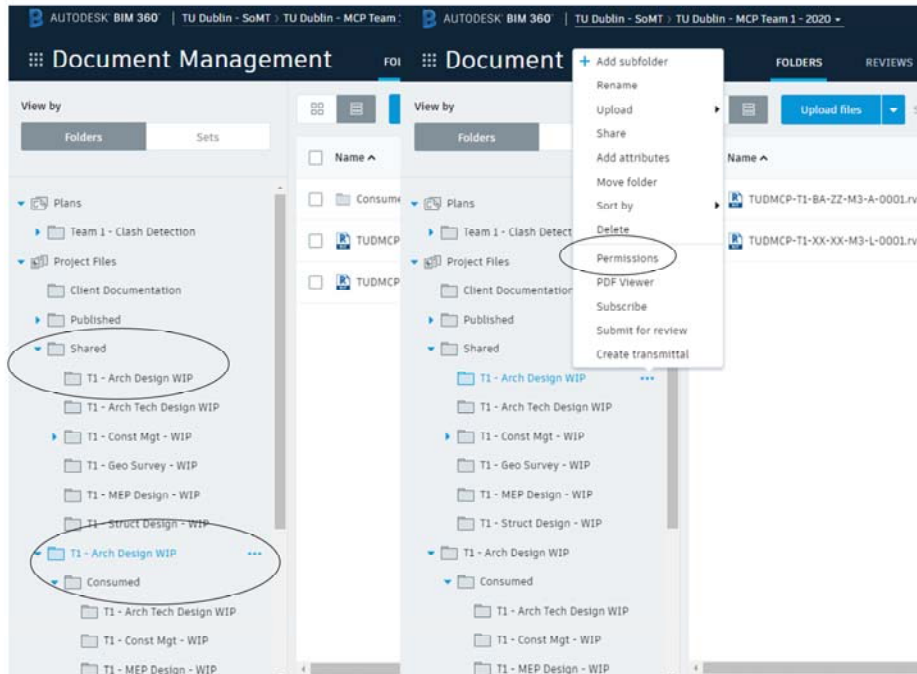 AUTODESK BIM 360 TU Dublin - SoMT > TU Dublin - MCP Team
Document Management
View by
Folders Sets
Name
Consume
TUDMCP
TUDMCP
Plans
Team 1 - Clash Detection
Project Files
Client Documentation
Published
Shared
T1 - Arch Design WIP
T1 - Arch Tech Design WIP
T1 - Const Mgt - WIP
T1 - Geo Survey - WIP
T1 - MEP Design - WIP
T1 - Struct Design - WIP
T1 - Arch Design WIP
Consumed
T1 - Arch Tech Design WIP
T1 - Const Mgt - WIP
T1 - MEP Design - WIP
AUTODESK BIM 360 TU Dublin - SoMT > TU Dublin - MCP Team 1 - 2020
Document
FOLDERS REVIEWS
View by
Folders
Upload files
Name
TUDMCP-T1-BA-ZZ-M3-A-0001.rv
TUDMCP-T1-XX-XX-M3-L-0001.rv
+ Add subfolder
Rename
Upload
Share
Add attributes
Move folder
Sort by
Delete
Permissions
PDF Viewer
Subscribe
Submit for review
Create transmittal
Plans
Team 1 - Clash Detect
Project Files
Client Documentation
Published
Shared
T1 - Arch Design WIP
T1 - Arch Tech Design WIP
T1 - Const Mgt - WIP
T1 - Geo Survey - WIP
T1 - MEP Design - WIP
T1 - Struct Design - WIP
T1 - Arch Design WIP
Consumed
T1 - Arch Tech Design WIP
T1 - Const Mgt - WIP
T1 - MEP Design - WIP